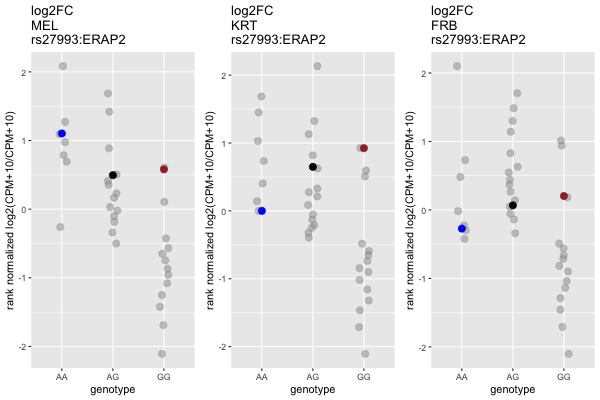 log2FC
MEL
rs27993:ERAP2
rank normalized log2(CPM+10/CPM+10)
2
1
0
-1
-2
AA
AG
GG
genotype
log2FC
KRT
rs27993:ERAP2
rank normalized log2(CPM+10/CPM+10)
2
1
0
-1
-2
AA
AG
GG
genotype
log2FC
FRB
rs27993:ERAP2
rank normalized log2(CPM+10/CPM+10)
2
1
0
-1
-2
AA
AG
GG
genotype